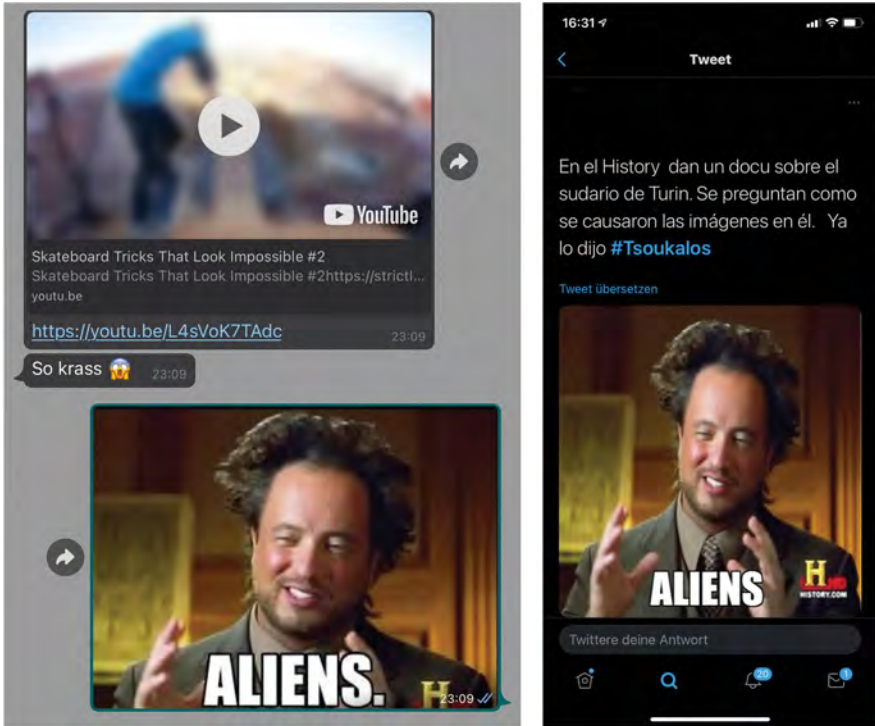 YouTube
Skateboard Tricks That Look Impossible #2
Skateboard Tricks That Look Impossible #2https://strictl...
youtu.be
https://youtu.be/L4sVoK7TAdc
23:09
So krass 😱 23:09
ALIENS.
H
23:09
16:31
Tweet
En el History dan un docu sobre el
sudario de Turin. Se preguntan como
se causaron las imágenes en él. Ya
lo dijo #Tsoukalos
Tweet übersetzen
ALIENS
H
HISTORY.COM
Twittere deine Antwort
20
1